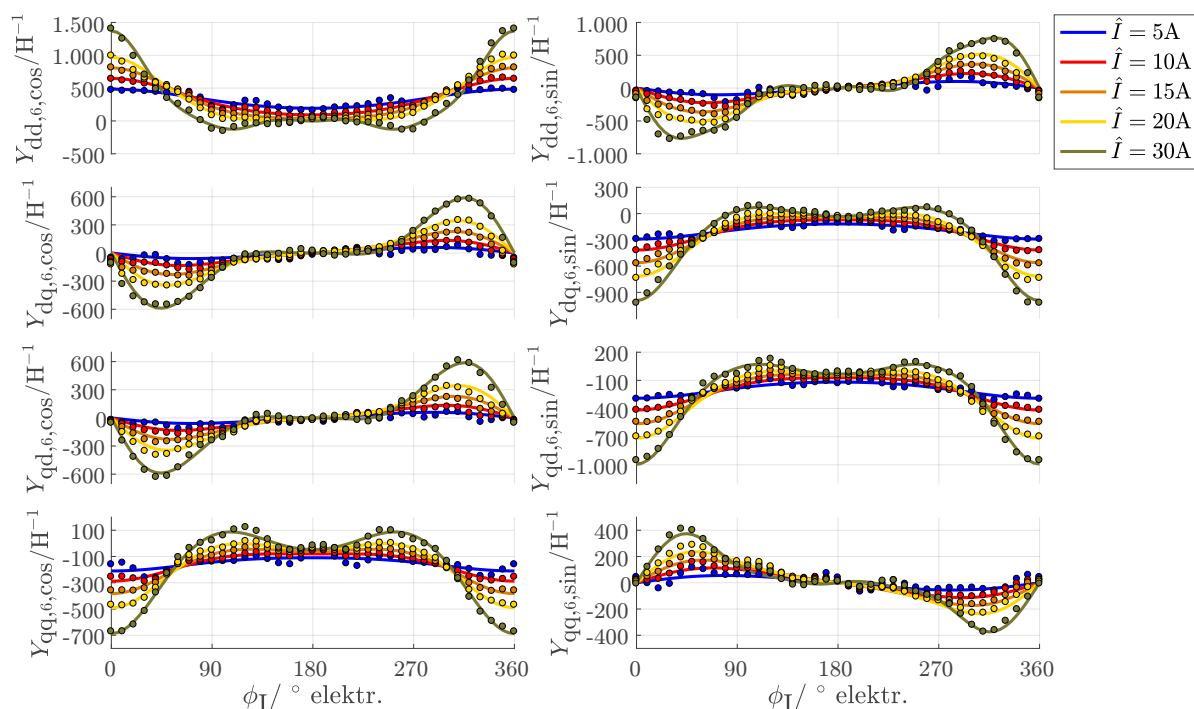 1.500
1.000
500
0
-500
Y_dd,6,cos/H⁻¹
1.000
500
0
-500
-1.000
Y_dd,6,sin/H⁻¹
Î = 5A
Î = 10A
Î = 15A
Î = 20A
Î = 30A
600
300
0
-300
-600
Y_dq,6,cos/H⁻¹
300
0
-300
-600
-900
Y_dq,6,sin/H⁻¹
600
300
0
-300
-600
Y_qd,6,cos/H⁻¹
200
-100
-400
-700
-1.000
Y_qd,6,sin/H⁻¹
100
-100
-300
-500
-700
Y_qq,6,cos/H⁻¹
0 90 180 270 360
ϕ_I/ ° elektr.
400
200
0
-200
-400
Y_qq,6,sin/H⁻¹
0 90 180 270 360
ϕ_I/ ° elektr.